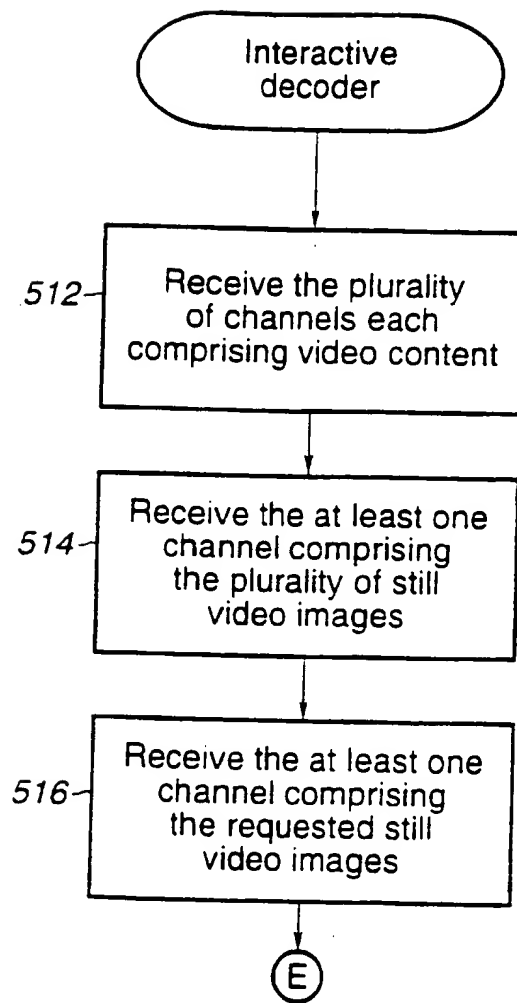 Interactive
decoder
512
Receive the plurality
of channels each
comprising video content
514
Receive the at least one
channel comprising
the plurality of still
video images
516
Receive the at least one
channel comprising
the requested still
video images
E